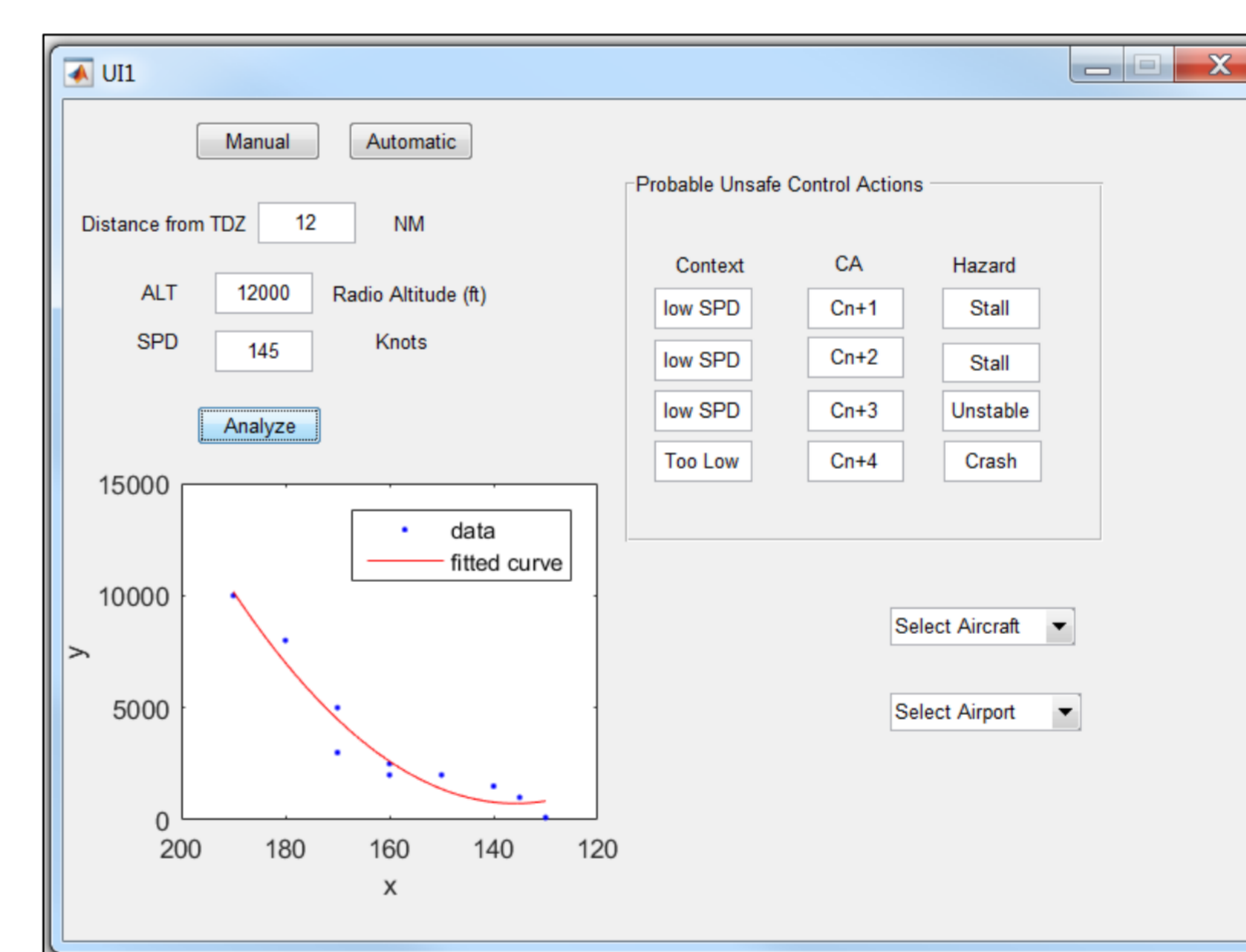 UI1
Manual Automatic
Distance from TDZ 12 NM
ALT 12000 Radio Altitude (ft)
SPD 145 Knots
Analyze
Probable Unsafe Control Actions
Context CA Hazard
low SPD Cn+1 Stall
low SPD Cn+2 Stall
low SPD Cn+3 Unstable
Too Low Cn+4 Crash
15000
10000
5000
0
y
data
fitted curve
200 180 160 140 120
x
Select Aircraft
Select Airport